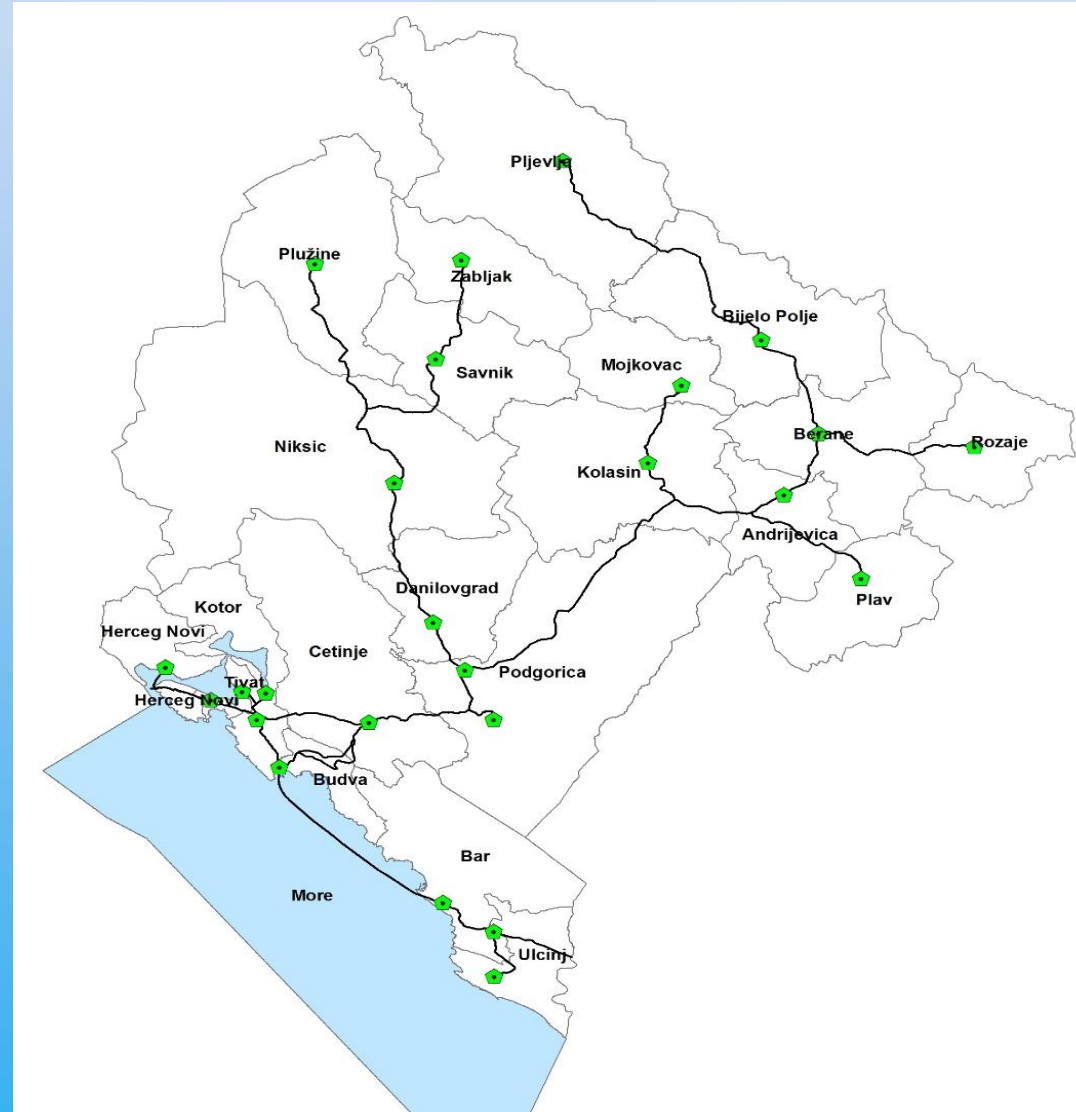 Pljevlje
Plužine
Zabljak
Bijelo Polje
Savnik
Mojkovac
Niksic
Berane
Rozaje
Kolasin
Andrijevica
Danilovgrad
Plav
Kotor
Herceg Novi
Cetinje
Podgorica
Tivat
Herceg Novi
Budva
Bar
More
Ulcinj